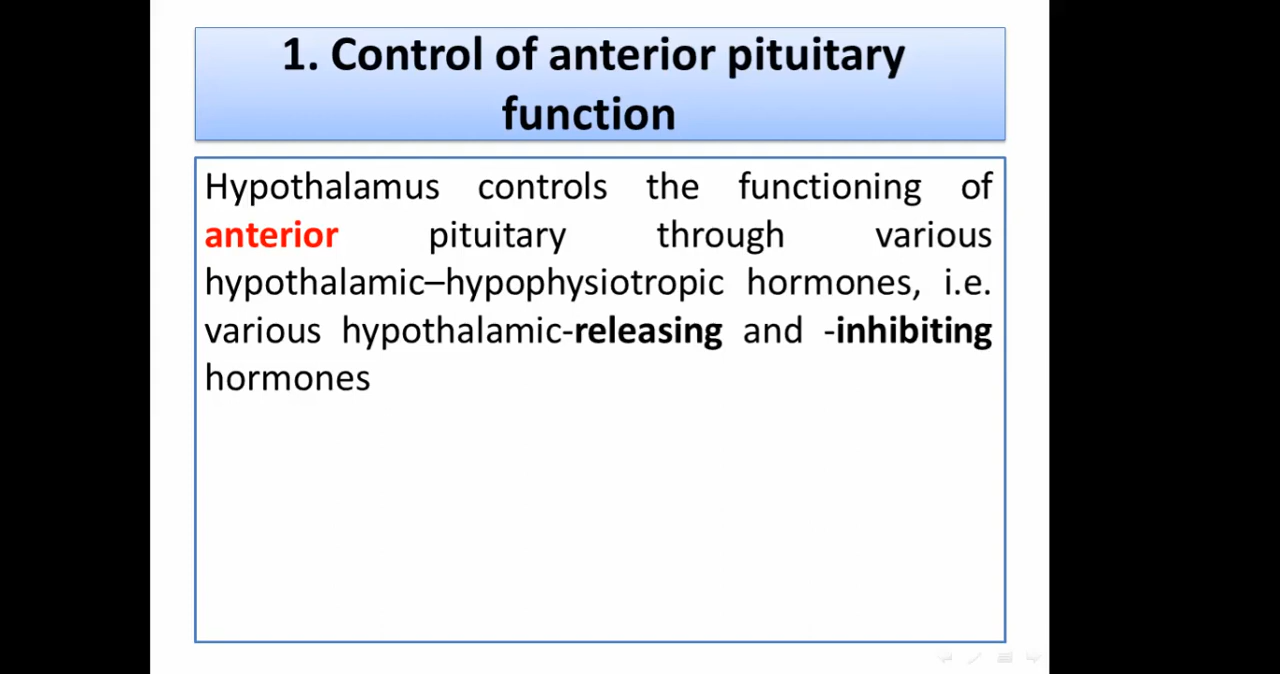 1. Control of anterior pituitary
function
Hypothalamus controls the functioning of
anterior pituitary through various
hypothalamic–hypophysiotropic hormones, i.e.
various hypothalamic-releasing and -inhibiting
hormones